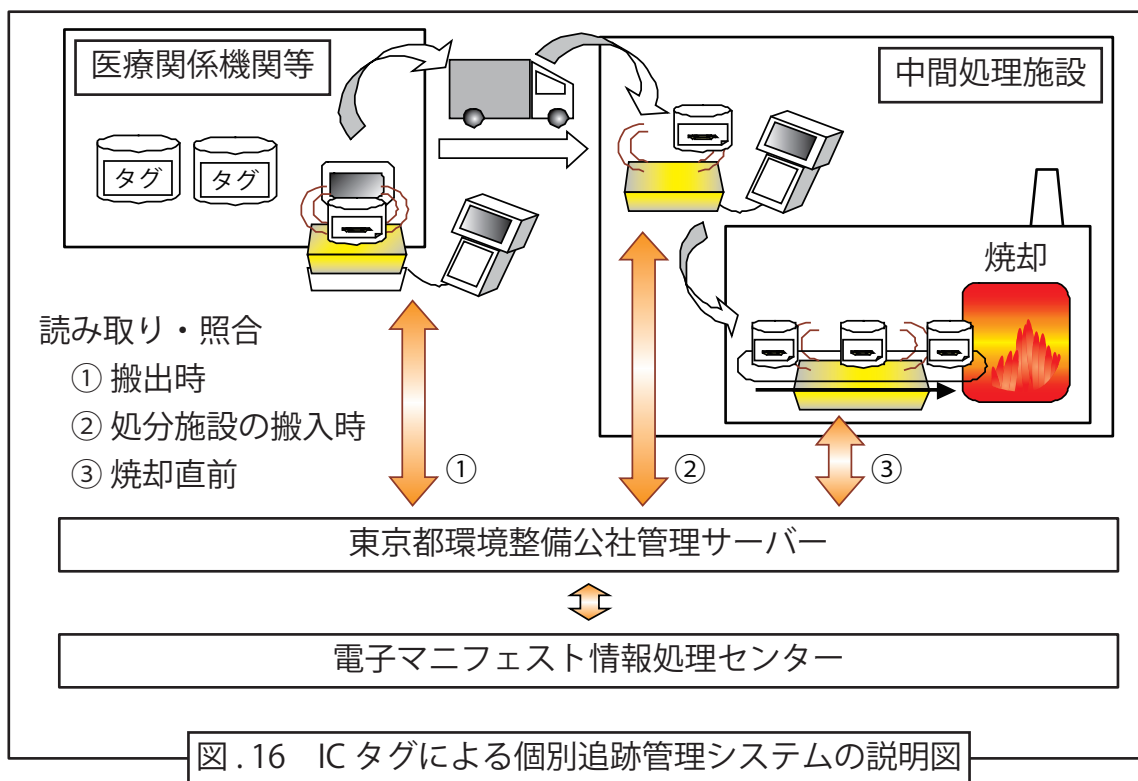 医療関係機関等
中間処理施設
タグ
タグ
焼却
読み取り・照合
① 搬出時
② 処分施設の搬入時
③ 焼却直前
①
②
③
東京都環境整備公社管理サーバー
電子マニフェスト情報処理センター
図 . 16　IC タグによる個別追跡管理システムの説明図